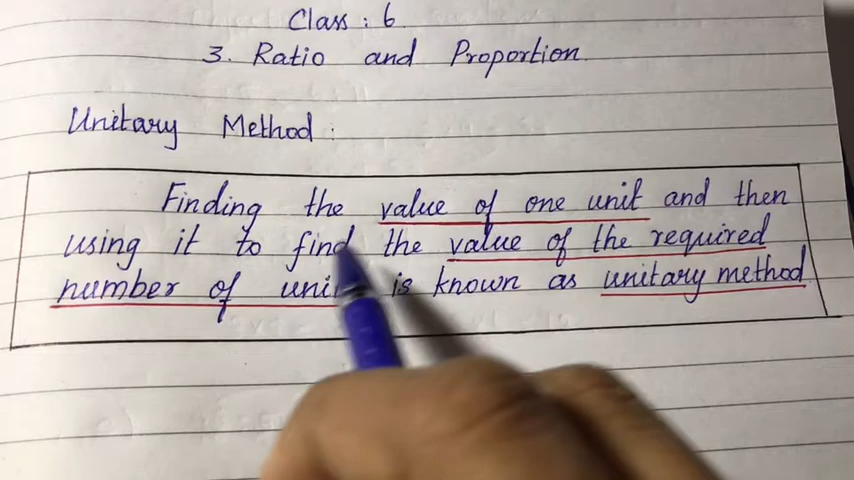 Class : 6
3. Ratio and Proportion
Unitary Method :
Finding the value of one unit and then
using it to find the value of the required
number of is known as unitary method